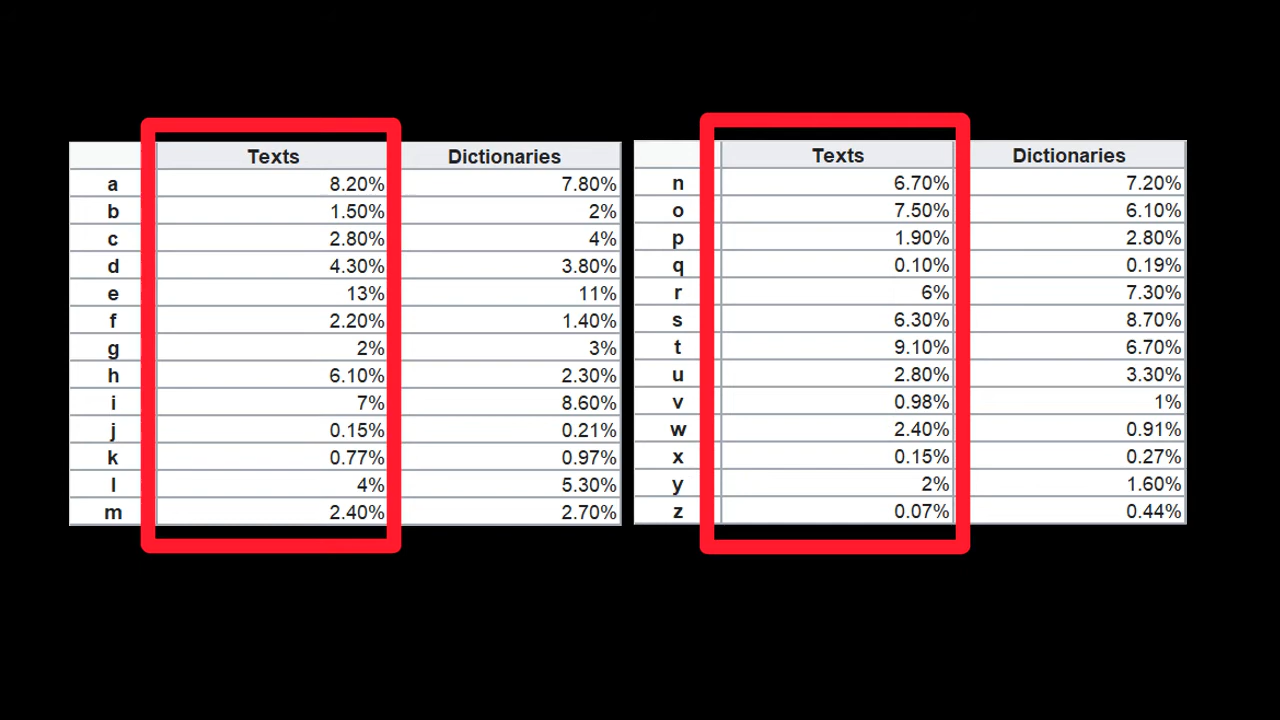 Texts Dictionaries
a 8.20% 7.80%
b 1.50% 2%
c 2.80% 4%
d 4.30% 3.80%
e 13% 11%
f 2.20% 1.40%
g 2% 3%
h 6.10% 2.30%
i 7% 8.60%
j 0.15% 0.21%
k 0.77% 0.97%
l 4% 5.30%
m 2.40% 2.70%
Texts Dictionaries
n 6.70% 7.20%
o 7.50% 6.10%
p 1.90% 2.80%
q 0.10% 0.19%
r 6% 7.30%
s 6.30% 8.70%
t 9.10% 6.70%
u 2.80% 3.30%
v 0.98% 1%
w 2.40% 0.91%
x 0.15% 0.27%
y 2% 1.60%
z 0.07% 0.44%